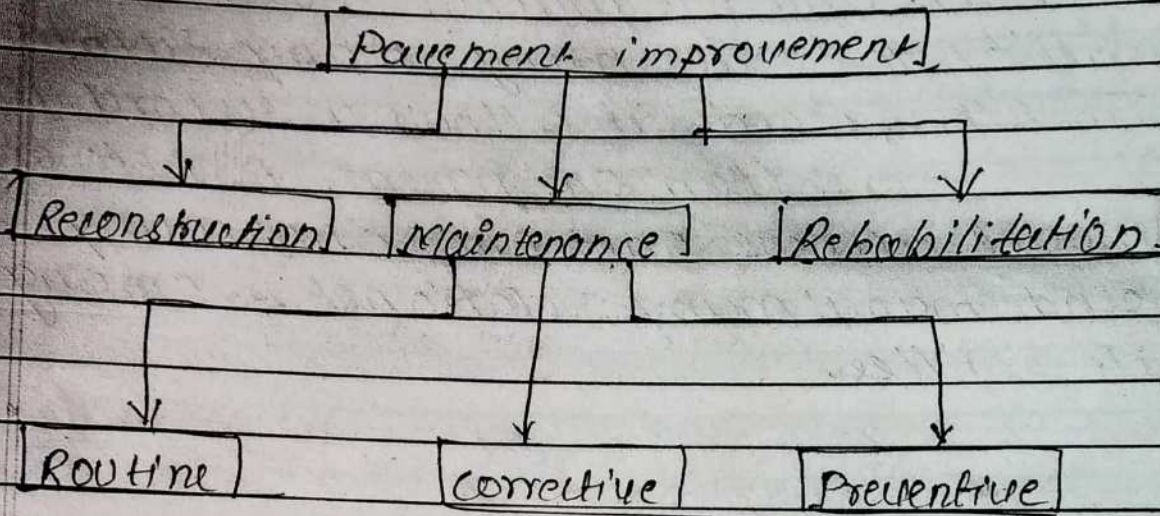 Pavement improvement
Reconstruction Maintenance Rehabilitation
Routine Corrective Preventive